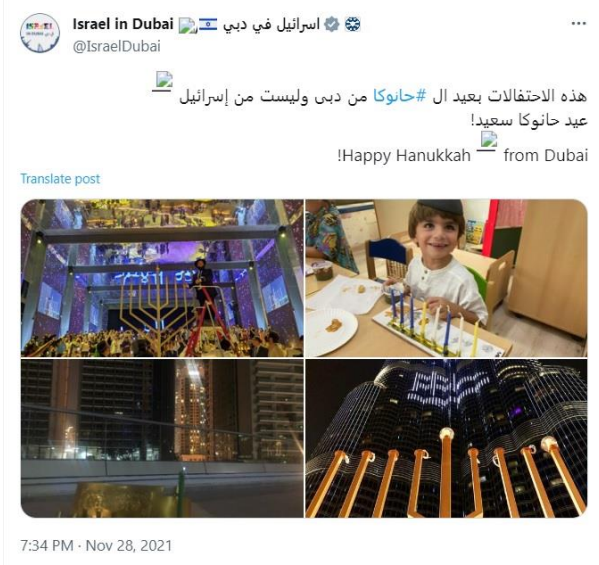 Israel in Dubai اسرائيل في دبي
@IsraelDubai
هذه الاحتفالات بعيد ال #حانوكا من دبى وليست من إسرائيل
عيد حانوكا سعيد!
Happy Hanukkah from Dubai!
Translate post
7:34 PM · Nov 28, 2021